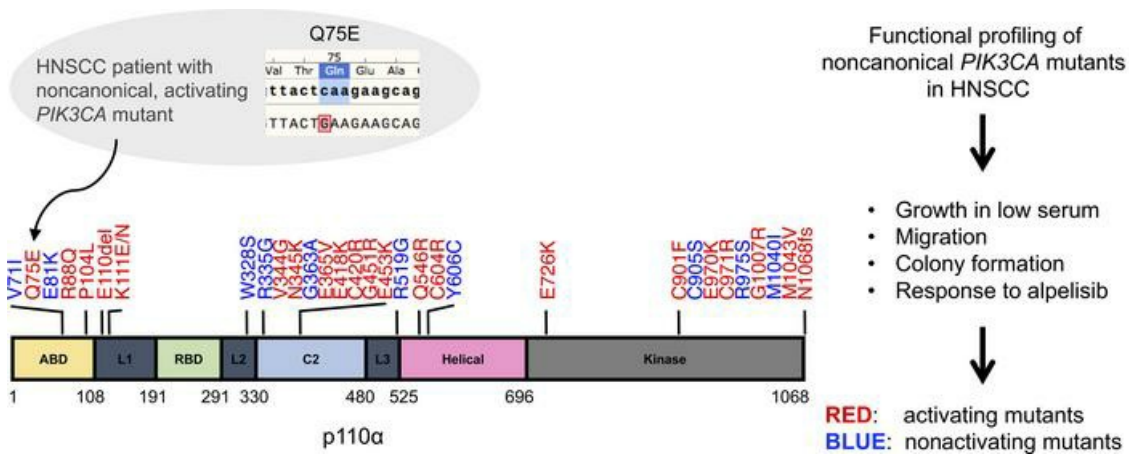 Q75E
HNSCC patient with
noncanonical, activating
PIK3CA mutant
75
Val Thr Gln Glu Ala
ttactcaagaagcag
TTACTGAAGAAGCAG
Functional profiling of
noncanonical PIK3CA mutants
in HNSCC
• Growth in low serum
• Migration
• Colony formation
• Response to alpelisib
V71I
Q75E
E81K
R88Q
P104L
E110del
K111E/N
W328S
R335G
V344G
N345K
G363A
E365V
E418K
C420R
G451R
E453K
R519G
Q546R
C604R
Y606C
E726K
C901F
C905S
E970K
C971R
R975S
G1007R
M1040I
M1043V
N1068fs
ABD L1 RBD L2 C2 L3 Helical Kinase
1 108 191 291 330 480 525 696 1068
p110α
RED: activating mutants
BLUE: nonactivating mutants